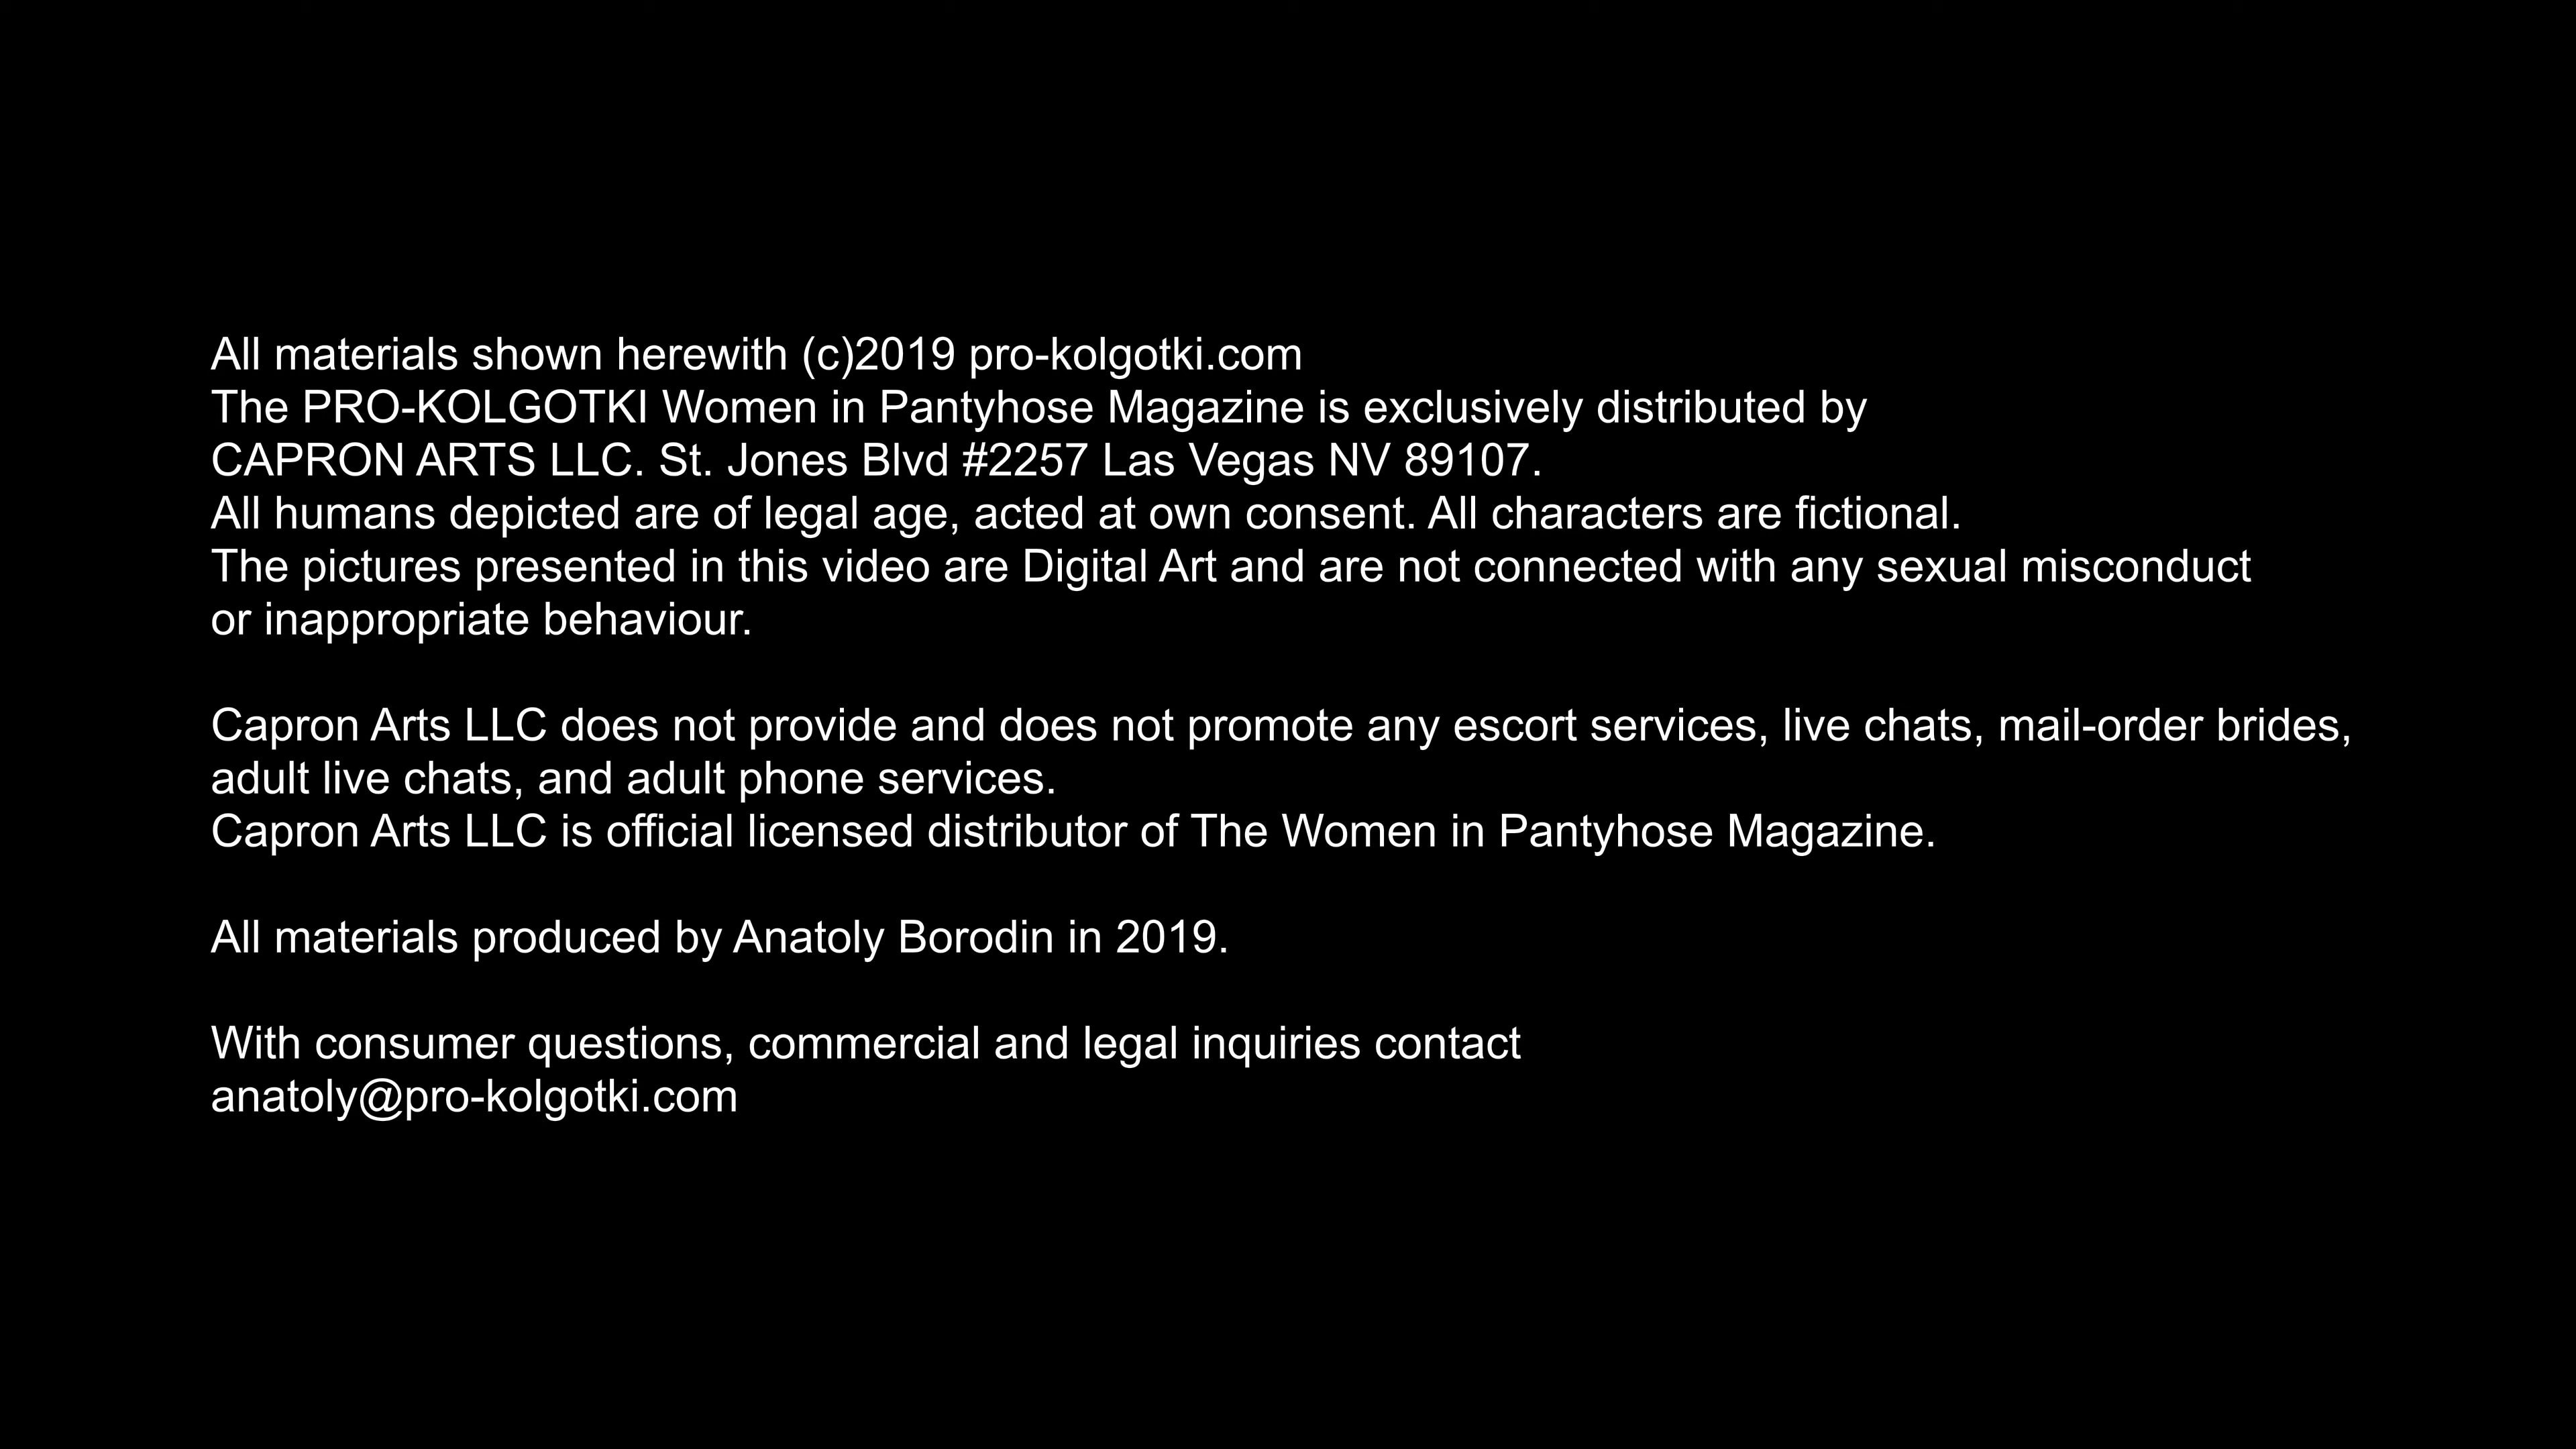 All materials shown herewith (c)2019 pro-kolgotki.com
The PRO-KOLGOTKI Women in Pantyhose Magazine is exclusively distributed by
CAPRON ARTS LLC. St. Jones Blvd #2257 Las Vegas NV 89107.
All humans depicted are of legal age, acted at own consent. All characters are fictional.
The pictures presented in this video are Digital Art and are not connected with any sexual misconduct
or inappropriate behaviour.
Capron Arts LLC does not provide and does not promote any escort services, live chats, mail-order brides,
adult live chats, and adult phone services.
Capron Arts LLC is official licensed distributor of The Women in Pantyhose Magazine.
All materials produced by Anatoly Borodin in 2019.
With consumer questions, commercial and legal inquiries contact
anatoly@pro-kolgotki.com